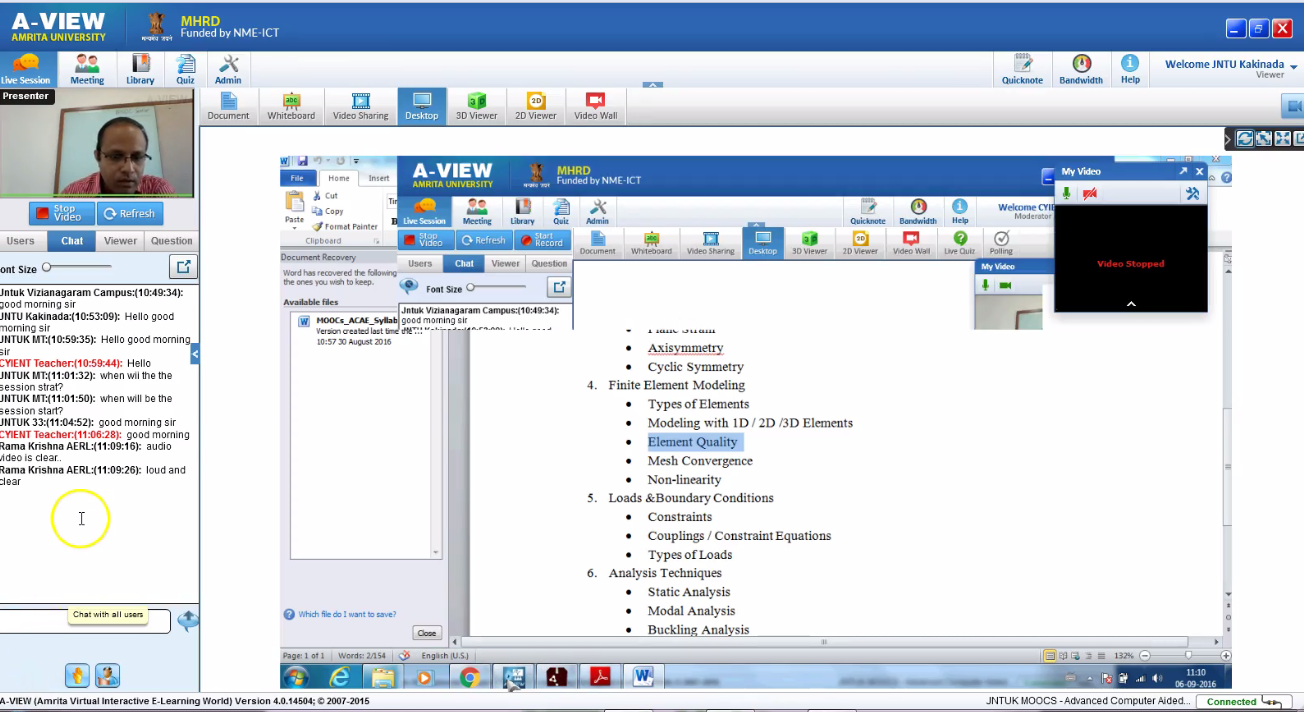 A-VIEW
AMRITA UNIVERSITY
MHRD
Funded by NME-ICT
Live Session
Meeting
Library
Quiz
Admin
Quicknote
Bandwidth
Help
Welcome JNTU Kakinada
Viewer
Presenter
Document
Whiteboard
Video Sharing
Desktop
3D Viewer
2D Viewer
Video Wall
Stop Video
Refresh
Users
Chat
Viewer
Question
Font Size
Jntuk Vizianagaram Campus:(10:49:34):
good morning sir
JNTU Kakinada:(10:53:09): Hello good
morning sir
JNTUK MT:(10:59:35): Hello good morning
sir
CYIENT Teacher:(10:59:44): Hello
JNTUK MT:(11:01:32): when wii the the
session strat?
JNTUK MT:(11:01:50): when will be the
session start?
JNTUK 33:(11:04:52): good morning sir
CYIENT Teacher:(11:06:28): good morning
Rama Krishna AERL:(11:09:16): audio
video is clear..
Rama Krishna AERL:(11:09:26): loud and
clear
Chat with all users
File
Home
Insert
Paste
Cut
Copy
Format Painter
Clipboard
Document Recovery
Word has recovered the following
ones you wish to keep.
Available files
MOOCs_ACAE_Syllab
Version created last time the ...
10:57 30 August 2016
Which file do I want to save?
Close
A-VIEW
AMRITA UNIVERSITY
MHRD
Funded by NME-ICT
Live Session
Meeting
Library
Quiz
Admin
Quicknote
Bandwidth
Help
Welcome CYIE
Moderator
Stop Video
Refresh
Start Record
Document
Whiteboard
Video Sharing
Desktop
3D Viewer
2D Viewer
Video Wall
Live Quiz
Polling
Users
Chat
Viewer
Question
Font Size
Jntuk Vizianagaram Campus:(10:49:34):
good morning sir
My Video
My Video
Video Stopped
Plane Strain
• Axisymmetry
• Cyclic Symmetry
4. Finite Element Modeling
• Types of Elements
• Modeling with 1D / 2D /3D Elements
• Element Quality
• Mesh Convergence
• Non-linearity
5. Loads &Boundary Conditions
• Constraints
• Couplings / Constraint Equations
• Types of Loads
6. Analysis Techniques
• Static Analysis
• Modal Analysis
• Buckling Analysis
Page: 1 of 1
Words: 2/154
English (U.S.)
132%
11:10
06-09-2016
A-VIEW (Amrita Virtual Interactive E-Learning World) Version 4.0.14504; © 2007-2015
JNTUK MOOCS - Advanced Computer Aided...
Connected